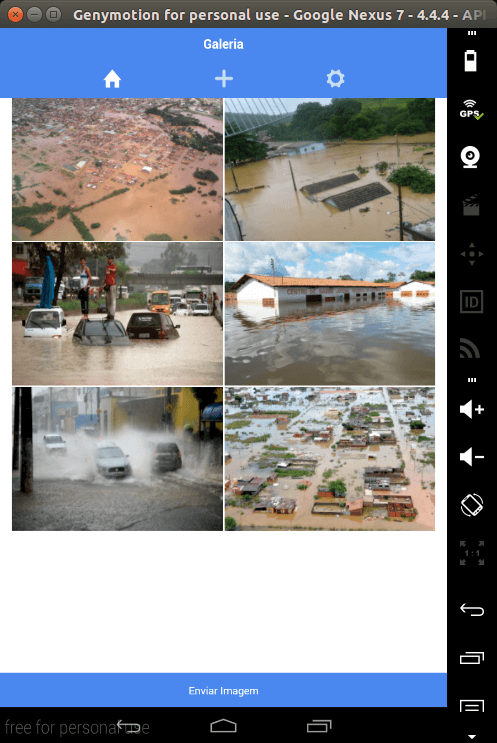 Genymotion for personal use - Google Nexus 7 - 4.4.4 - API
Galeria
GPS
ID
1:1
Enviar Imagem
free for personal use